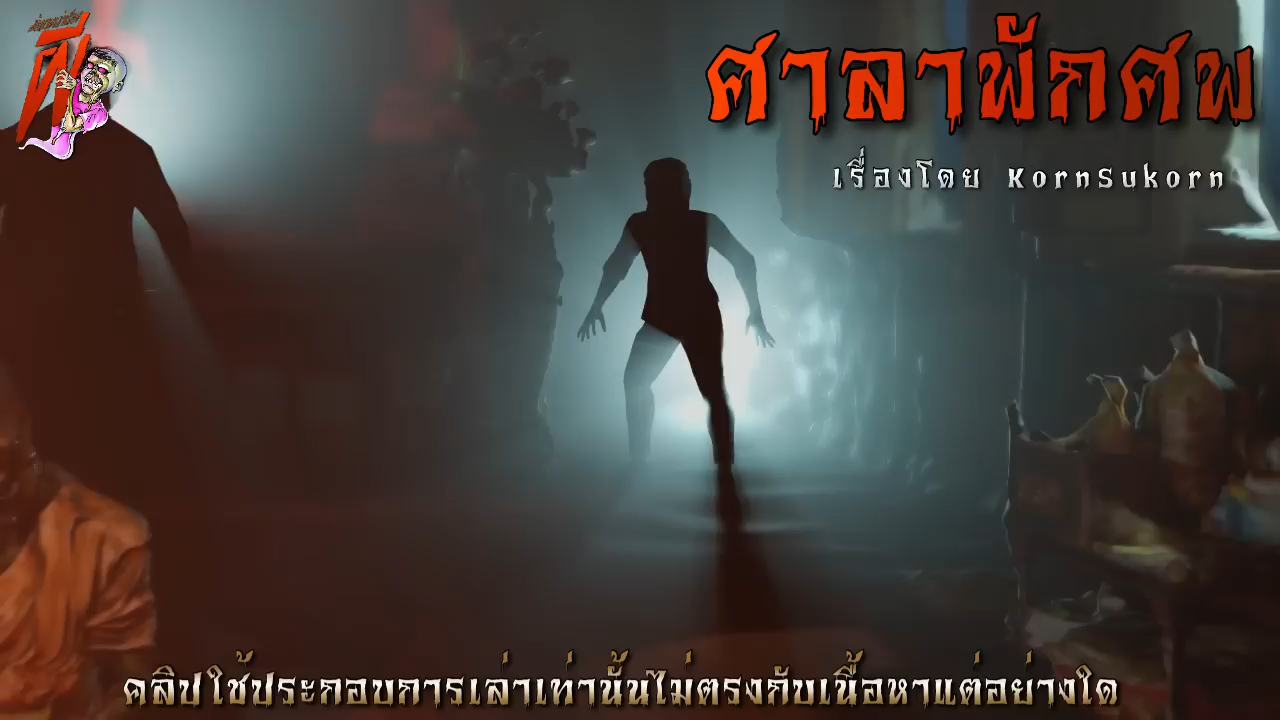 ผี
ศาลาพักศพ
เรื่องโดย KornSukorn
คลิปใช้ประกอบการเล่าเท่านั้นไม่ตรงกับเนื้อหาแต่อย่างใด